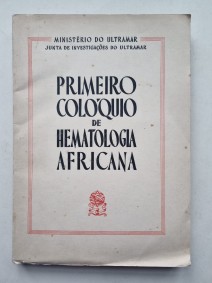 MINISTÉRIO DO ULTRAMAR
JUNTA DE INVESTIGAÇÕES DO ULTRAMAR
PRIMEIRO
COLÓQUIO
DE
HEMATOLOGIA
AFRICANA